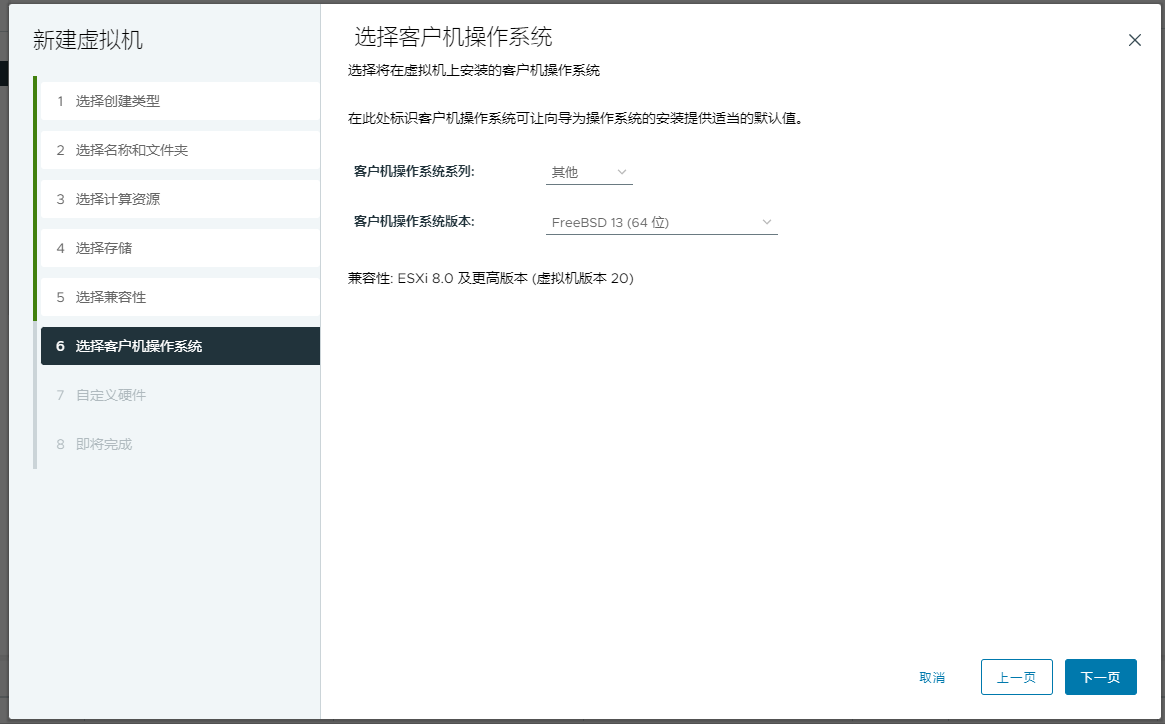 新建虚拟机
1 选择创建类型
2 选择名称和文件夹
3 选择计算资源
4 选择存储
5 选择兼容性
6 选择客户机操作系统
7 自定义硬件
8 即将完成
选择客户机操作系统
选择将在虚拟机上安装的客户机操作系统
在此处标识客户机操作系统可让向导为操作系统的安装提供适当的默认值。
客户机操作系统系列: 其他
客户机操作系统版本: FreeBSD 13 (64 位)
兼容性: ESXi 8.0 及更高版本 (虚拟机版本 20)
取消 上一页 下一页